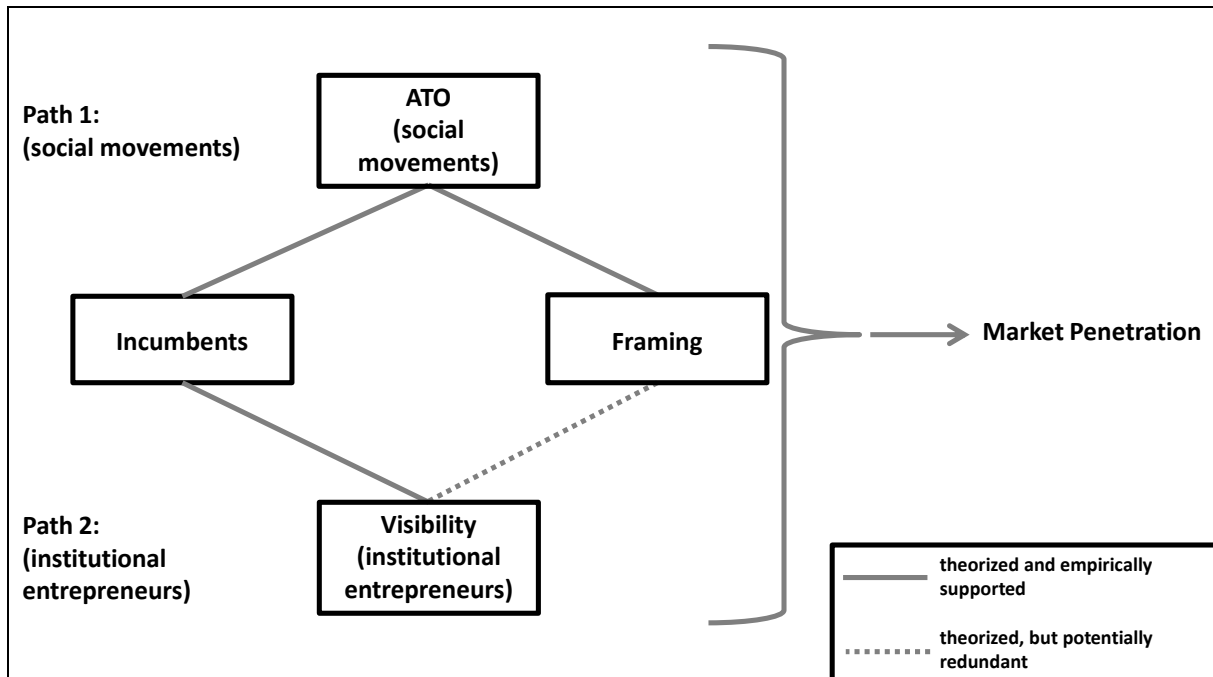 Path 1:
(social movements)
ATO
(social
movements)
Incumbents
Framing
Market Penetration
Path 2:
(institutional
entrepreneurs)
Visibility
(institutional
entrepreneurs)
theorized and empirically
supported
theorized, but potentially
redundant